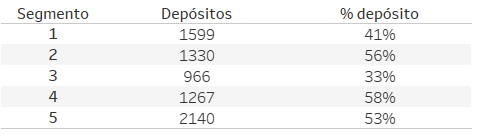 Segmento Depósitos % depósito
1 1599 41%
2 1330 56%
3 966 33%
4 1267 58%
5 2140 53%